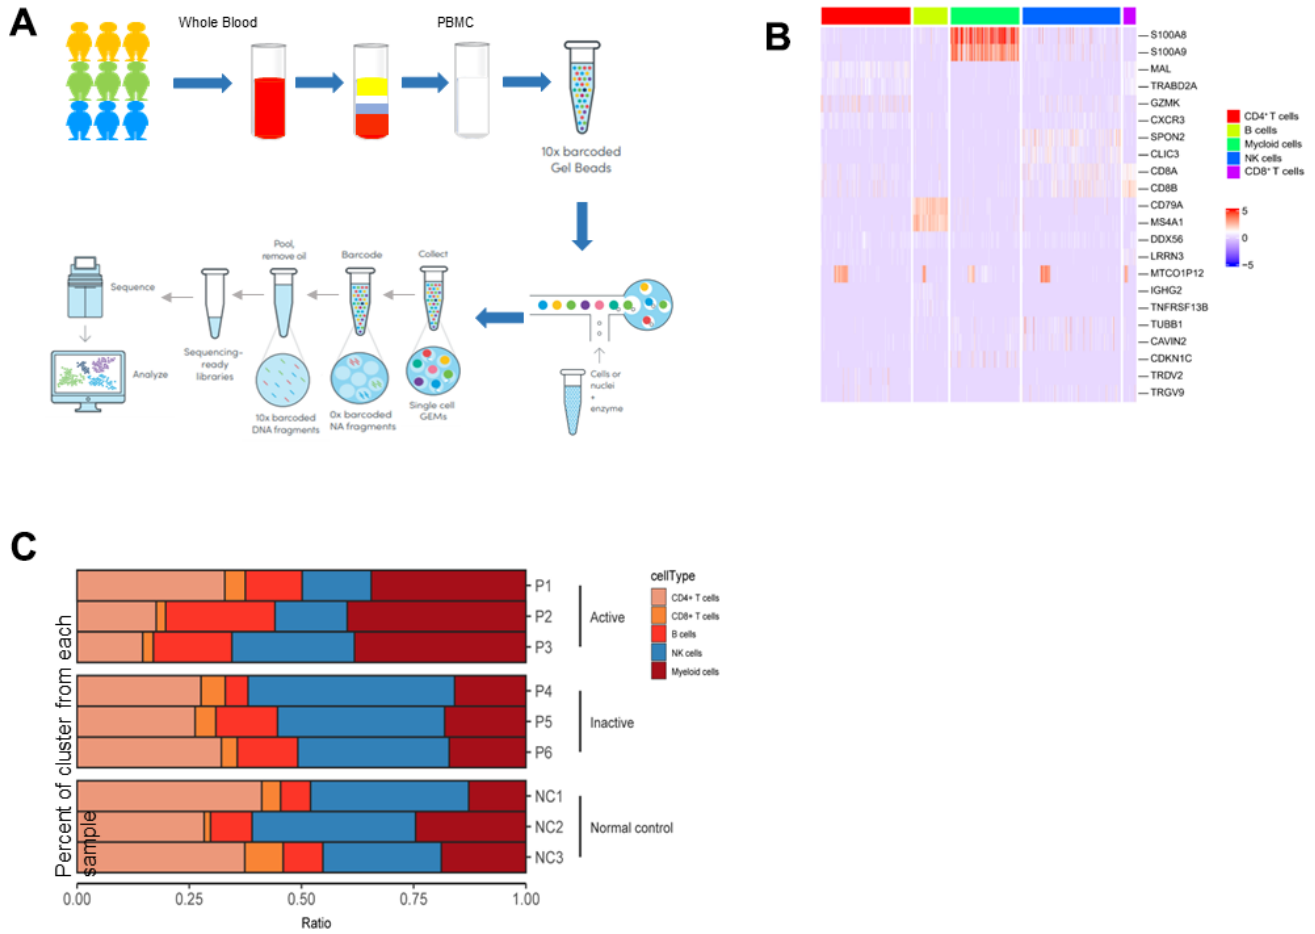 A
Whole Blood
PBMC
10x barcoded
Gel Beads
Pool,
remove oil
Barcode
Collect
Sequence
Analyze
Sequencing-
ready
libraries
10x barcoded
DNA fragments
0x barcoded
NA fragments
Single cell
GEMs
Cells or
nuclei
+
enzyme
B
S100A8
S100A9
MAL
TRABD2A
GZMK
CXCR3
SPON2
CLIC3
CD8A
CD8B
CD79A
MS4A1
DDX56
LRRN3
MTCO1P12
IGHG2
TNFRSF13B
TUBB1
CAVIN2
CDKN1C
TRDV2
TRGV9
CD4⁺ T cells
B cells
Mycloid cells
NK cells
CD8⁺ T cells
5
0
−5
C
Percent of cluster from each
sample
P1
P2
P3
Active
P4
P5
P6
Inactive
NC1
NC2
NC3
Normal control
0.00
0.25
0.50
0.75
1.00
Ratio
cellType
CD4+ T cells
CD8+ T cells
B cells
NK cells
Myeloid cells